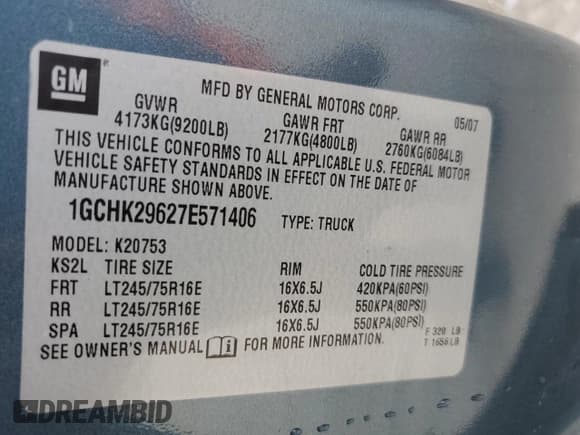 GM
MFD BY GENERAL MOTORS CORP. 05/07
GVWR GAWR FRT GAWR RR
4173KG(9200LB) 2177KG(4800LB) 2760KG(6084LB)
THIS VEHICLE CONFORMS TO ALL APPLICABLE U.S. FEDERAL MOTOR
VEHICLE SAFETY STANDARDS IN EFFECT ON THE DATE OF
MANUFACTURE SHOWN ABOVE.
1GCHK29627E571406 TYPE: TRUCK
MODEL: K20753
KS2L TIRE SIZE RIM COLD TIRE PRESSURE
FRT LT245/75R16E 16X6.5J 420KPA(60PSI)
RR LT245/75R16E 16X6.5J 550KPA(80PSI)
SPA LT245/75R16E 16X6.5J 550KPA(80PSI)
F 320 LB
T 1656 LB
SEE OWNER'S MANUAL FOR MORE INFORMATION.
DREAMBID